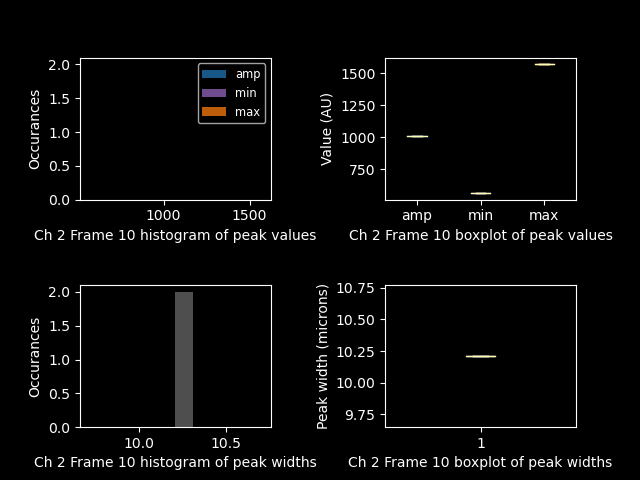 2.0
1.5
1.0
0.5
0.0
Occurances
amp
min
max
1000 1500
Ch 2 Frame 10 histogram of peak values
1500
1250
1000
750
Value (AU)
amp min max
Ch 2 Frame 10 boxplot of peak values
2.0
1.5
1.0
0.5
0.0
Occurances
10.0 10.5
Ch 2 Frame 10 histogram of peak widths
10.75
10.50
10.25
10.00
9.75
Peak width (microns)
1
Ch 2 Frame 10 boxplot of peak widths